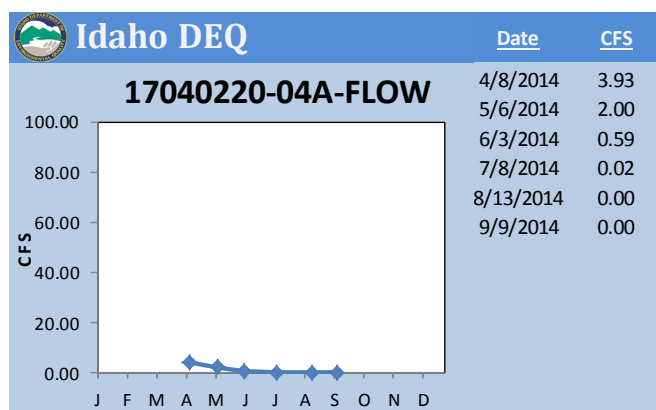 Idaho DEQ
17040220-04A-FLOW
100.00
80.00
60.00
40.00
20.00
0.00
CFS
J F M A M J J A S O N D
Date CFS
4/8/2014 3.93
5/6/2014 2.00
6/3/2014 0.59
7/8/2014 0.02
8/13/2014 0.00
9/9/2014 0.00